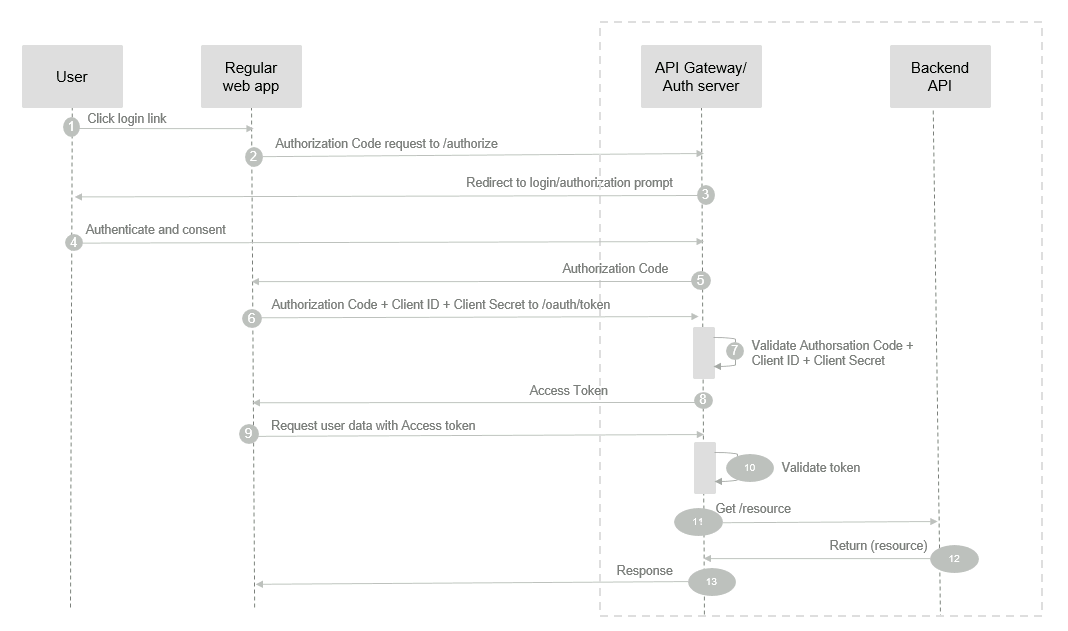 User
Regular
web app
API Gateway/
Auth server
Backend
API
1
Click login link
2
Authorization Code request to /authorize
Redirect to login/authorization prompt
3
4
Authenticate and consent
Authorization Code
5
6
Authorization Code + Client ID + Client Secret to /oauth/token
7
Validate Authorsation Code +
Client ID + Client Secret
Access Token
8
9
Request user data with Access token
10
Validate token
11
Get /resource
Return (resource)
12
Response
13